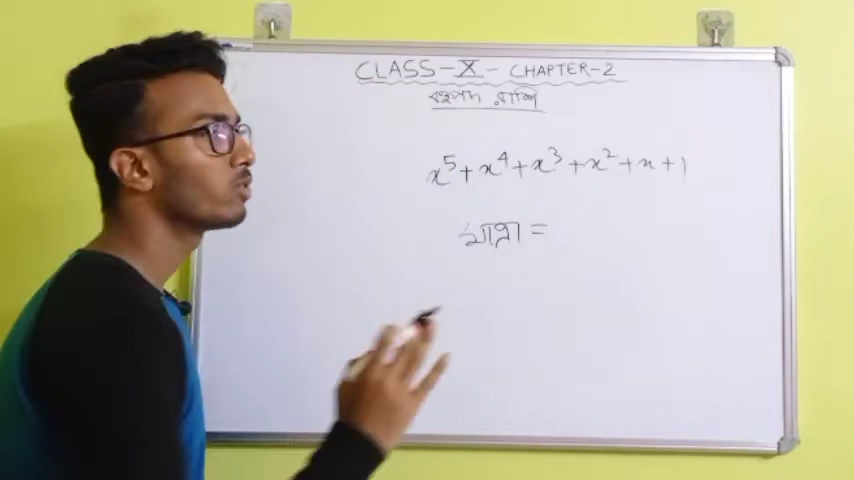 CLASS-X- CHAPTER-2
বহুপদ রাশি
x⁵+x⁴+x³+x²+x+1
মাত্রা =